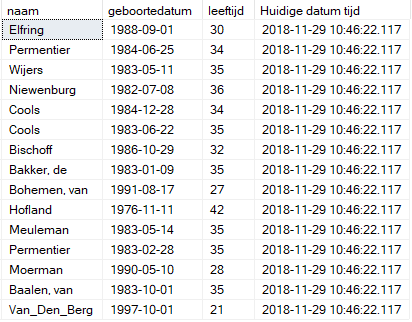 naam geboortedatum leeftijd Huidige datum tijd
Elfring 1988-09-01 30 2018-11-29 10:46:22.117
Permentier 1984-06-25 34 2018-11-29 10:46:22.117
Wijers 1983-05-11 35 2018-11-29 10:46:22.117
Niewenburg 1982-07-08 36 2018-11-29 10:46:22.117
Cools 1984-12-28 34 2018-11-29 10:46:22.117
Cools 1983-06-22 35 2018-11-29 10:46:22.117
Bischoff 1986-10-29 32 2018-11-29 10:46:22.117
Bakker, de 1983-01-09 35 2018-11-29 10:46:22.117
Bohemen, van 1991-08-17 27 2018-11-29 10:46:22.117
Hofland 1976-11-11 42 2018-11-29 10:46:22.117
Meuleman 1983-05-14 35 2018-11-29 10:46:22.117
Permentier 1983-02-28 35 2018-11-29 10:46:22.117
Moerman 1990-05-10 28 2018-11-29 10:46:22.117
Baalen, van 1983-10-01 35 2018-11-29 10:46:22.117
Van_Den_Berg 1997-10-01 21 2018-11-29 10:46:22.117